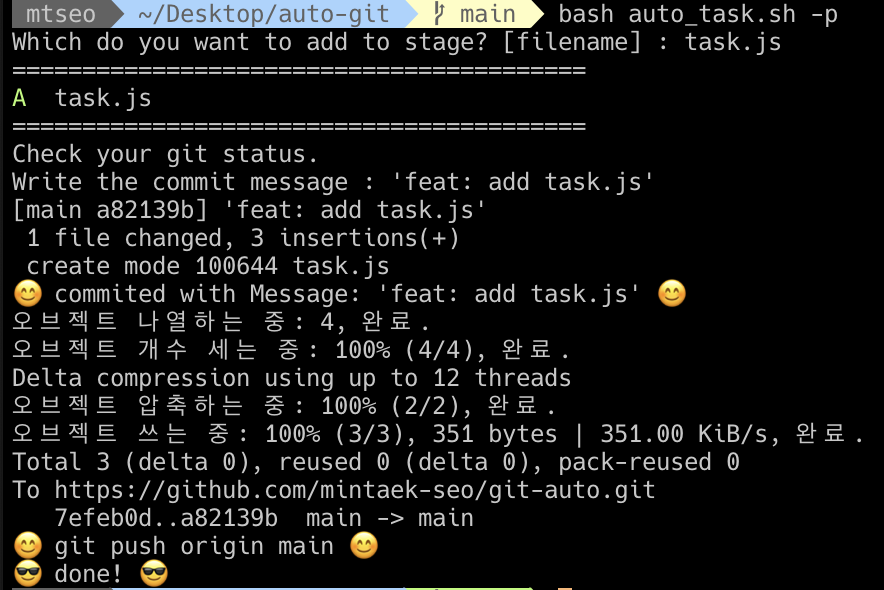 mtseo ~/Desktop/auto-git main bash auto_task.sh -p
Which do you want to add to stage? [filename] : task.js
=========================================
A  task.js
=========================================
Check your git status.
Write the commit message : 'feat: add task.js'
[main a82139b] 'feat: add task.js'
 1 file changed, 3 insertions(+)
 create mode 100644 task.js
😊 commited with Message: 'feat: add task.js' 😊
오브젝트 나열하는 중: 4, 완료.
오브젝트 개수 세는 중: 100% (4/4), 완료.
Delta compression using up to 12 threads
오브젝트 압축하는 중: 100% (2/2), 완료.
오브젝트 쓰는 중: 100% (3/3), 351 bytes | 351.00 KiB/s, 완료.
Total 3 (delta 0), reused 0 (delta 0), pack-reused 0
To https://github.com/mintaek-seo/git-auto.git
   7efeb0d..a82139b  main -> main
😊 git push origin main 😊
😎 done! 😎